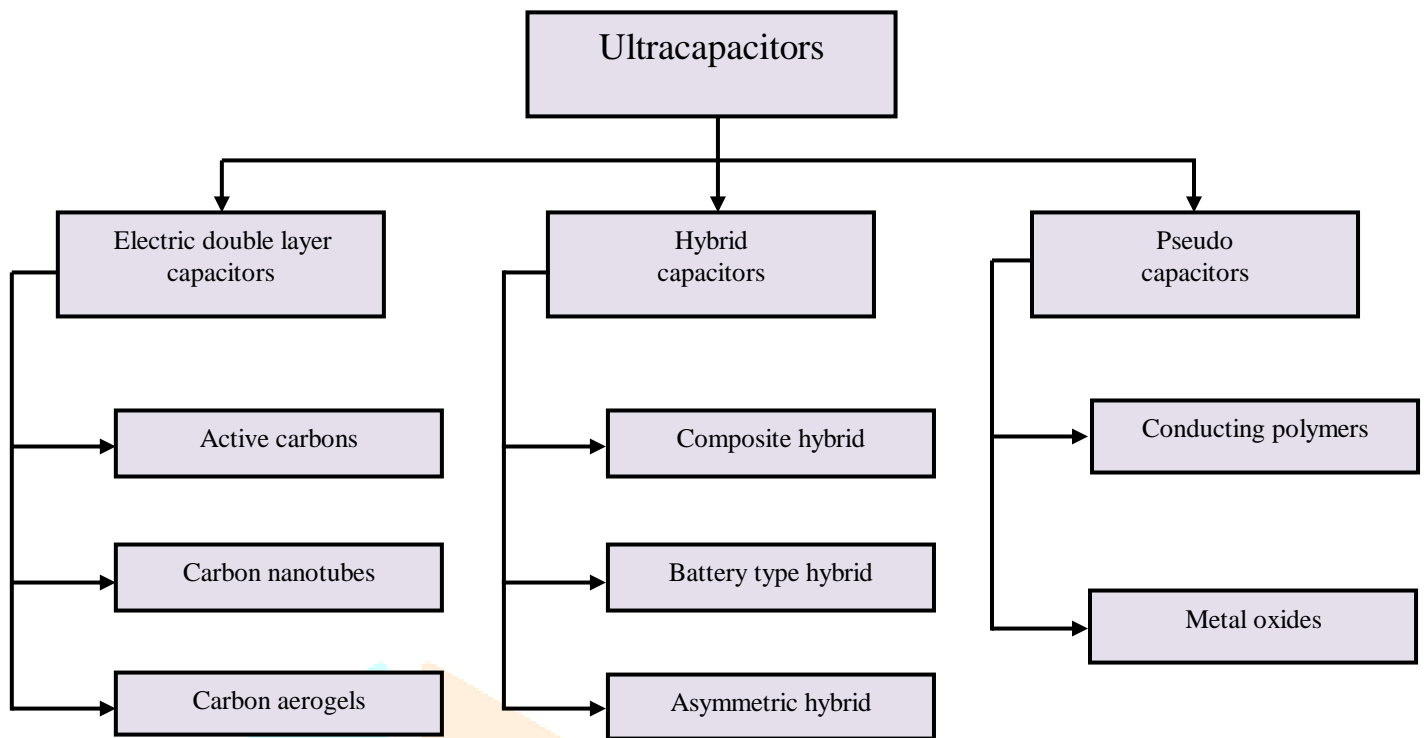 Ultracapacitors
Electric double layer
capacitors
Hybrid
capacitors
Pseudo
capacitors
Active carbons
Composite hybrid
Conducting polymers
Carbon nanotubes
Battery type hybrid
Metal oxides
Carbon aerogels
Asymmetric hybrid